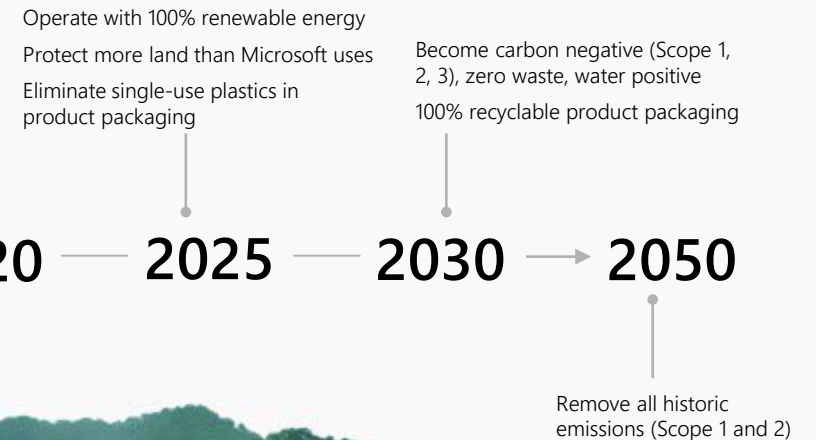 Operate with 100% renewable energy
Protect more land than Microsoft uses
Eliminate single-use plastics in
product packaging
Become carbon negative (Scope 1,
2, 3), zero waste, water positive
100% recyclable product packaging
20 2025 2030 2050
Remove all historic
emissions (Scope 1 and 2)